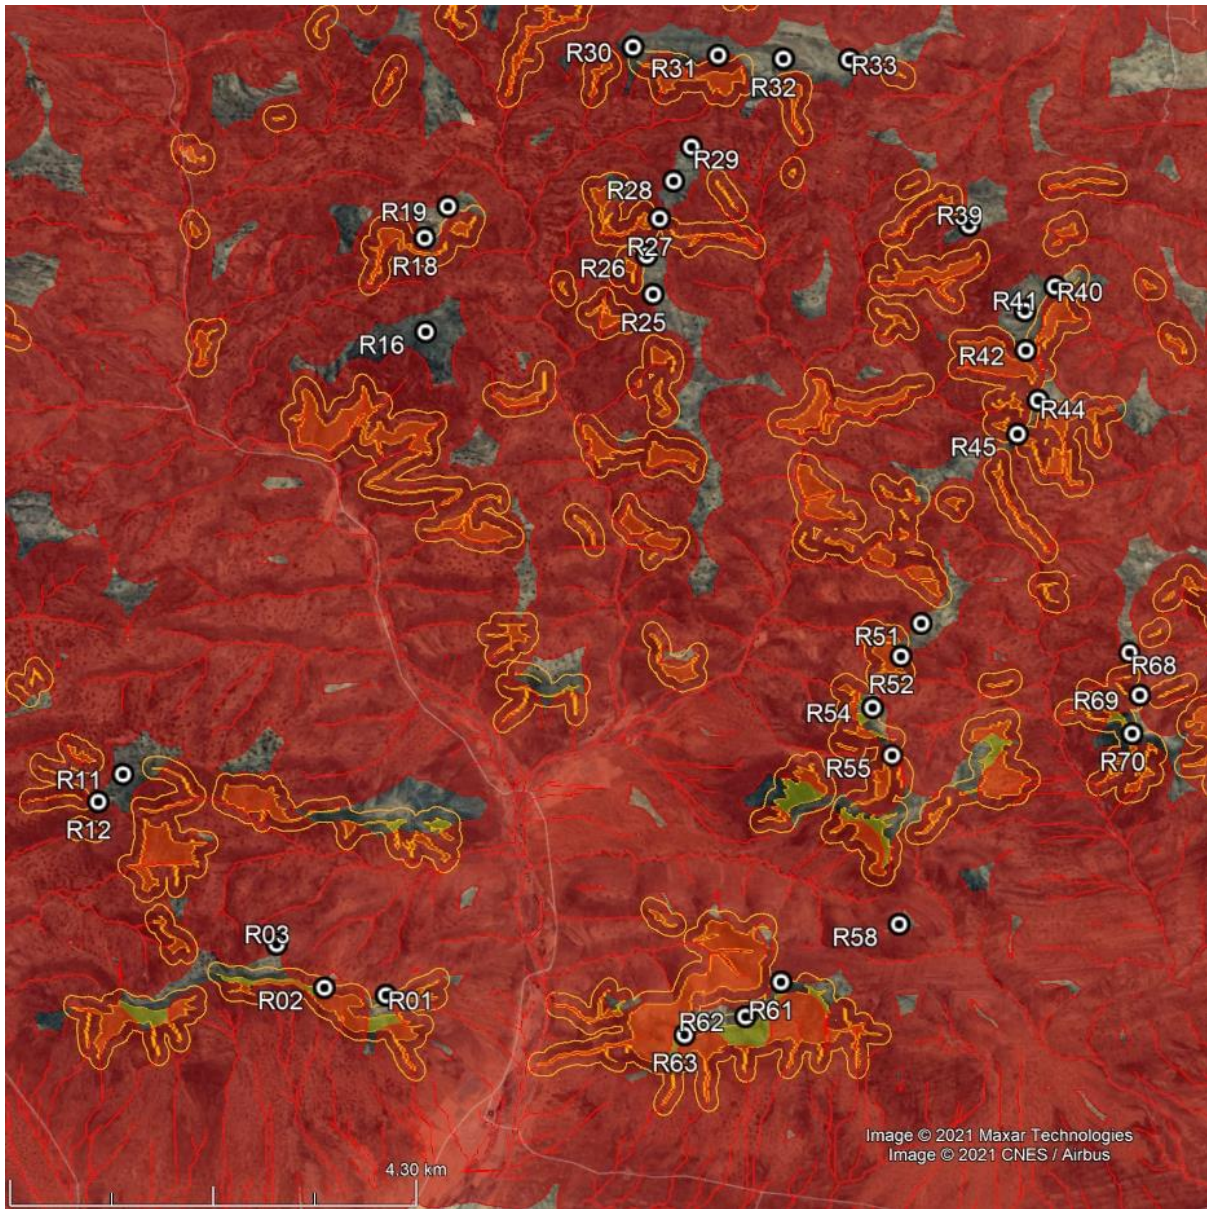 R30
R31
R32
R33
R29
R28
R19
R18
R39
R27
R26
R25
R40
R41
R16
R42
R44
R45
R51
R52
R54
R55
R68
R69
R70
R11
R12
R03
R02
R01
R58
R61
R62
R63
Image © 2021 Maxar Technologies
Image © 2021 CNES / Airbus
4.30 km